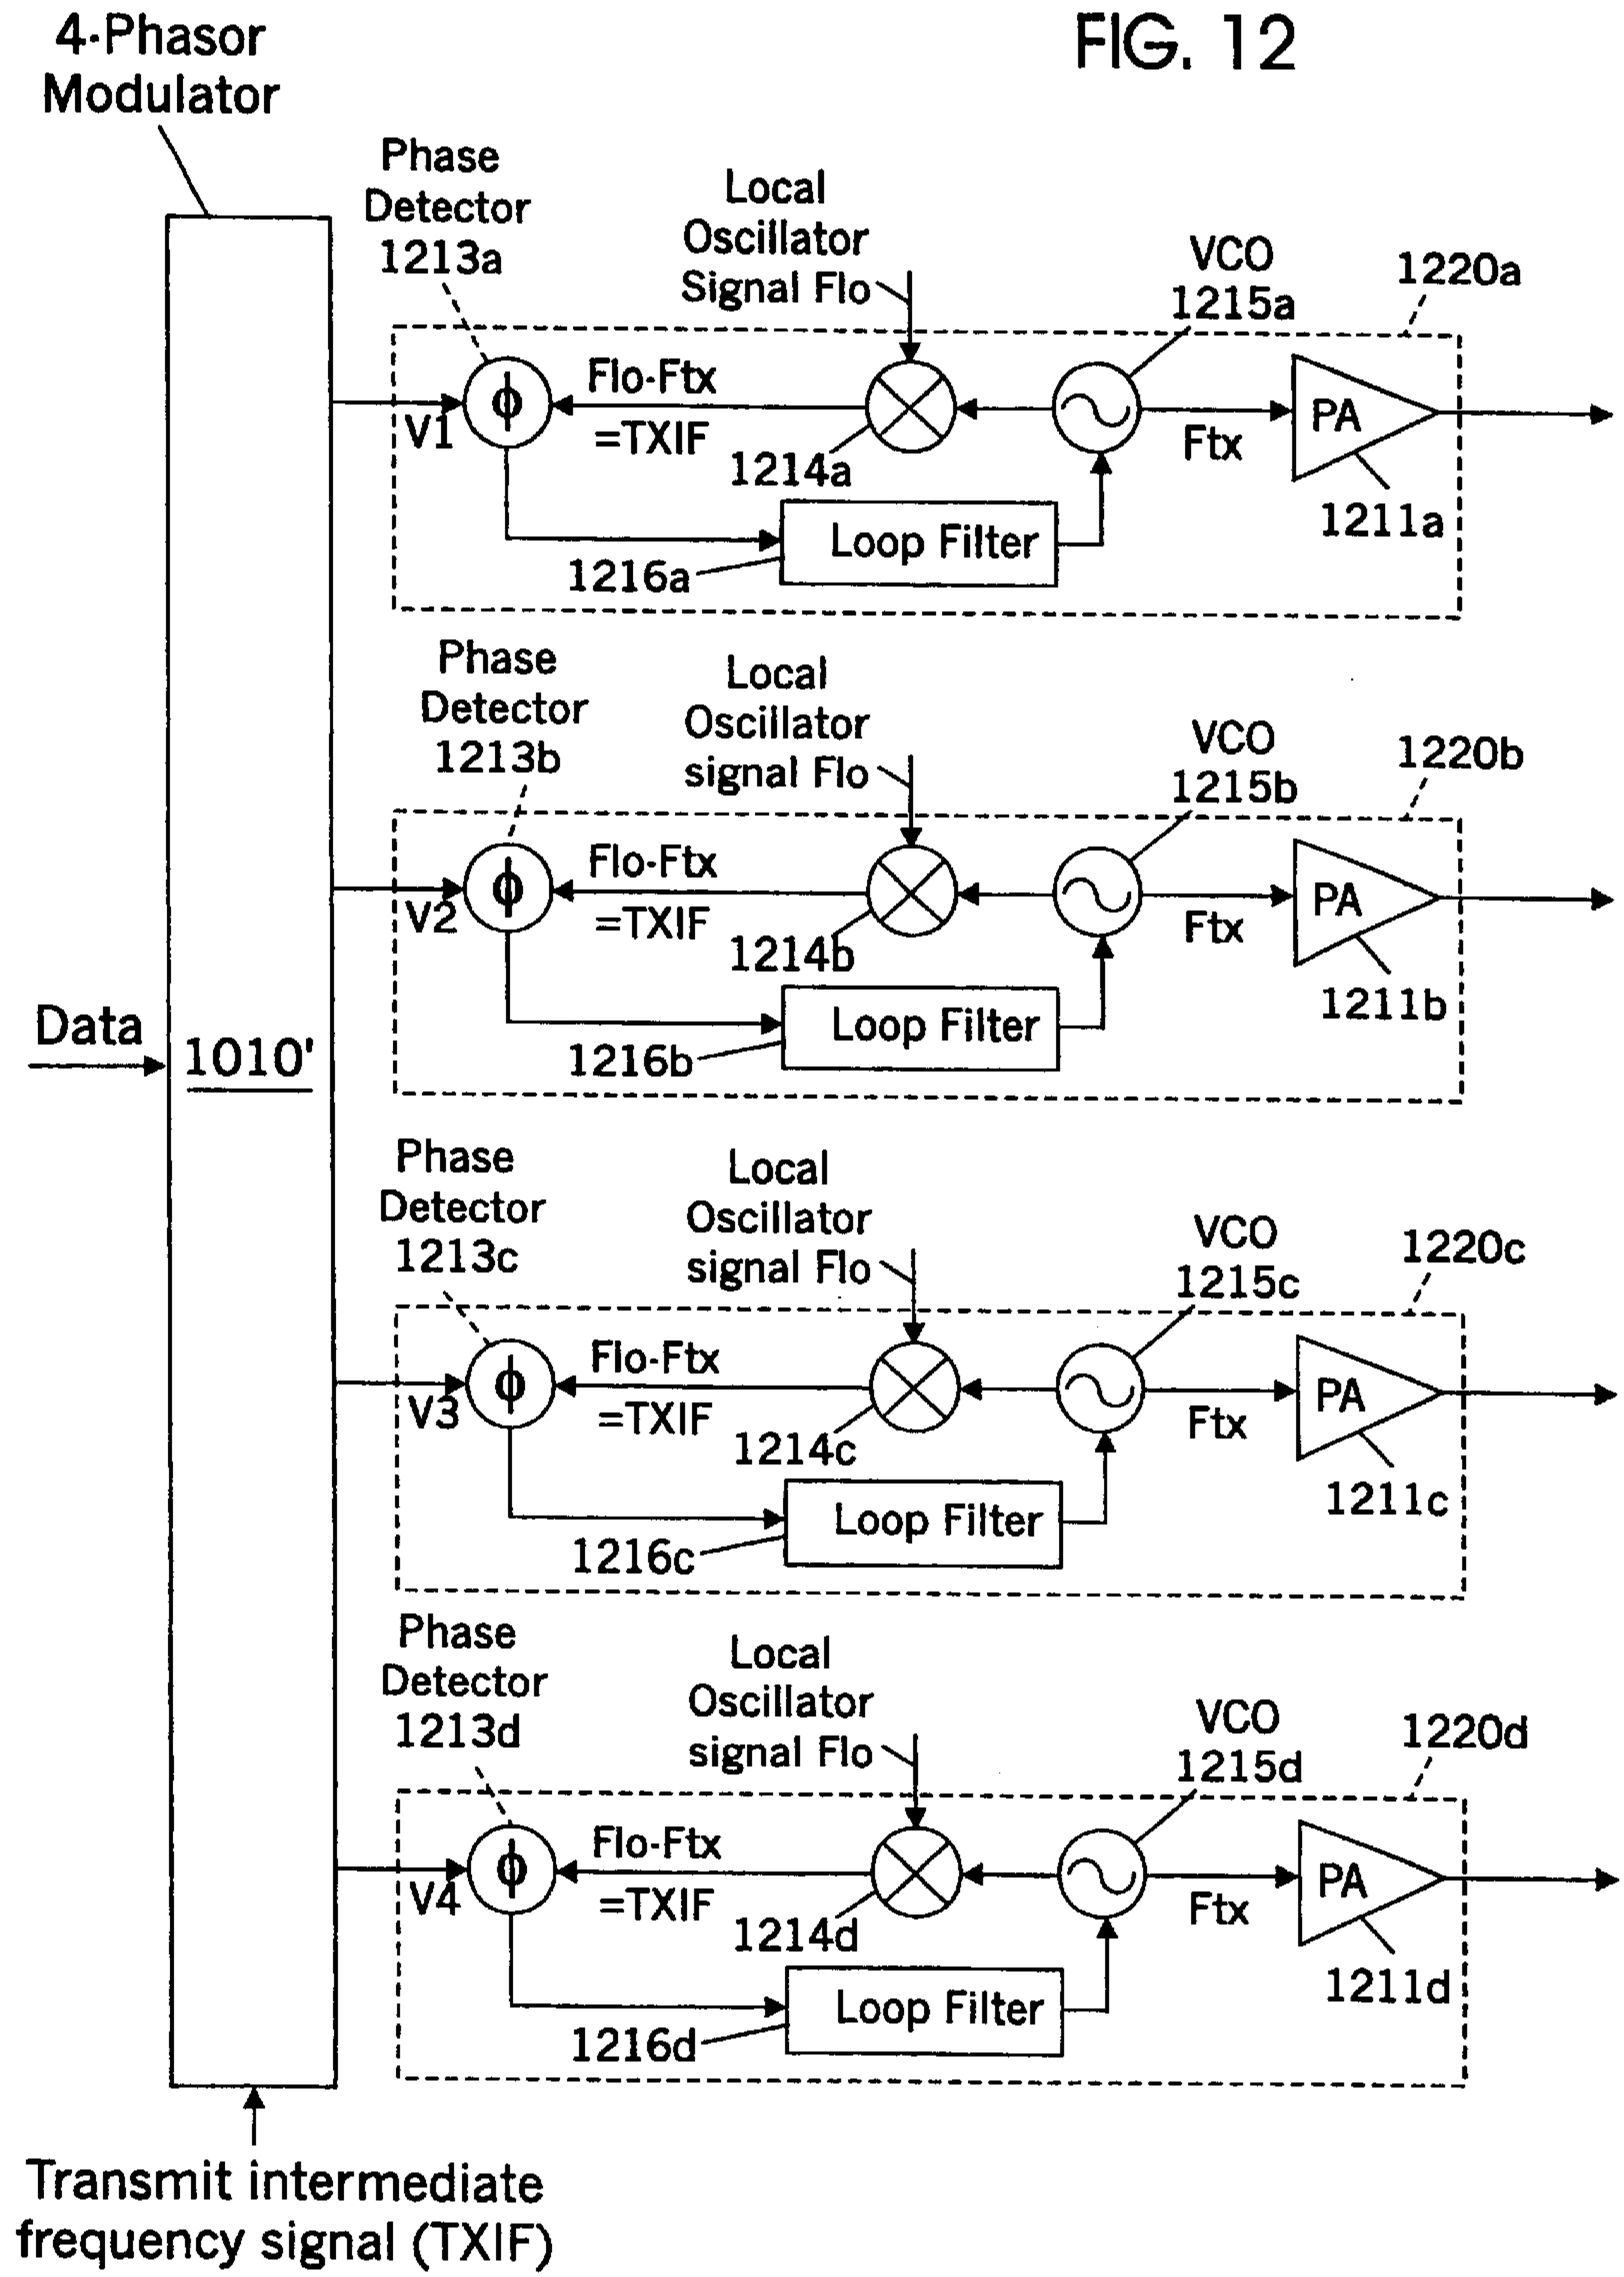 FIG. 12
4-Phasor
Modulator
Phase
Detector
1213a
Local
Oscillator
Signal Flo
VCO
1215a
1220a
V1
ϕ
Flo-Ftx
=TXIF
1214a
Ftx
PA
1211a
Loop Filter
1216a
Phase
Detector
1213b
Local
Oscillator
signal Flo
VCO
1215b
1220b
V2
ϕ
Flo-Ftx
=TXIF
1214b
Ftx
PA
1211b
Loop Filter
1216b
Data
1010'
Phase
Detector
1213c
Local
Oscillator
signal Flo
VCO
1215c
1220c
V3
ϕ
Flo-Ftx
=TXIF
1214c
Ftx
PA
1211c
Loop Filter
1216c
Phase
Detector
1213d
Local
Oscillator
signal Flo
VCO
1215d
1220d
V4
ϕ
Flo-Ftx
=TXIF
1214d
Ftx
PA
1211d
Loop Filter
1216d
Transmit intermediate
frequency signal (TXIF)